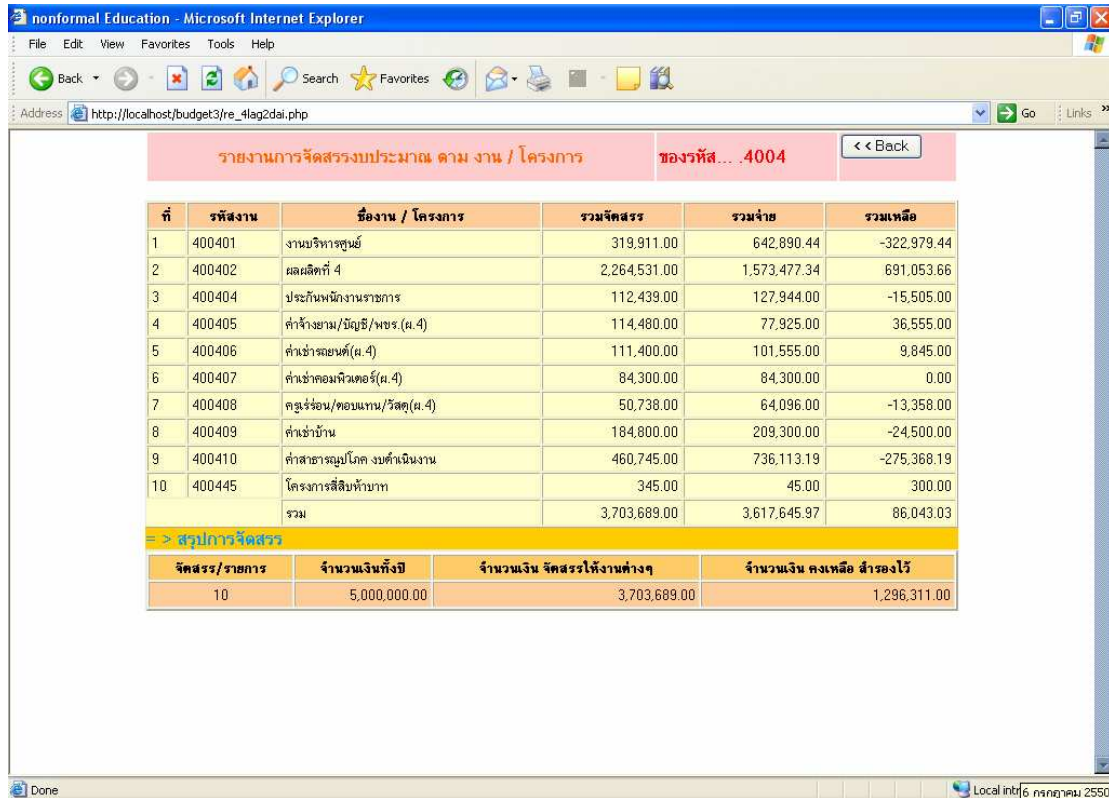 nonformal Education - Microsoft Internet Explorer
File Edit View Favorites Tools Help
Back Search Favorites
Address http://localhost/budget3/re_4lag2dai.php Go Links »
รายงานการจัดสรรงบประมาณ ตาม งาน / โครงการ ของรหัส... .4004 << Back
ที่ รหัสงาน ชื่องาน / โครงการ รวมจัดสรร รวมจ่าย รวมเหลือ
1 400401 งานบริหารศูนย์ 319,911.00 642,890.44 -322,979.44
2 400402 ผลผลิตที่ 4 2,264,531.00 1,573,477.34 691,053.66
3 400404 ประกันพนักงานราชการ 112,439.00 127,944.00 -15,505.00
4 400405 ค่าจ้างยาม/บัญชี/พขร.(ผ.4) 114,480.00 77,925.00 36,555.00
5 400406 ค่าเช่ารถยนต์(ผ.4) 111,400.00 101,555.00 9,845.00
6 400407 ค่าเช่าคอมพิวเตอร์(ผ.4) 84,300.00 84,300.00 0.00
7 400408 ครูเร่ร่อน/ตอบแทน/วัสดุ(ผ.4) 50,738.00 64,096.00 -13,358.00
8 400409 ค่าเช่าบ้าน 184,800.00 209,300.00 -24,500.00
9 400410 ค่าสาธารณูปโภค งบดำเนินงาน 460,745.00 736,113.19 -275,368.19
10 400445 โครงการสี่สิบห้าบาท 345.00 45.00 300.00
รวม 3,703,689.00 3,617,645.97 86,043.03
= > สรุปการจัดสรร
จัดสรร/รายการ จำนวนเงินทั้งปี จำนวนเงิน จัดสรรให้งานต่างๆ จำนวนเงิน คงเหลือ สำรองไว้
10 5,000,000.00 3,703,689.00 1,296,311.00
Done Local intr 6 กรกฎาคม 2550